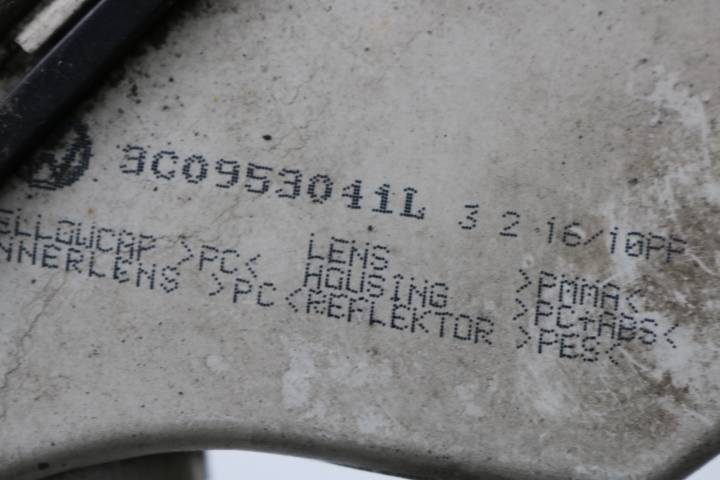 3C0953041L 3 2 16/10PP
ELLOWCAP >PC< LENS >PMMA<
NNERLENS >PC< HOUSING >PC+ABS<
REFLEKTOR >PES<